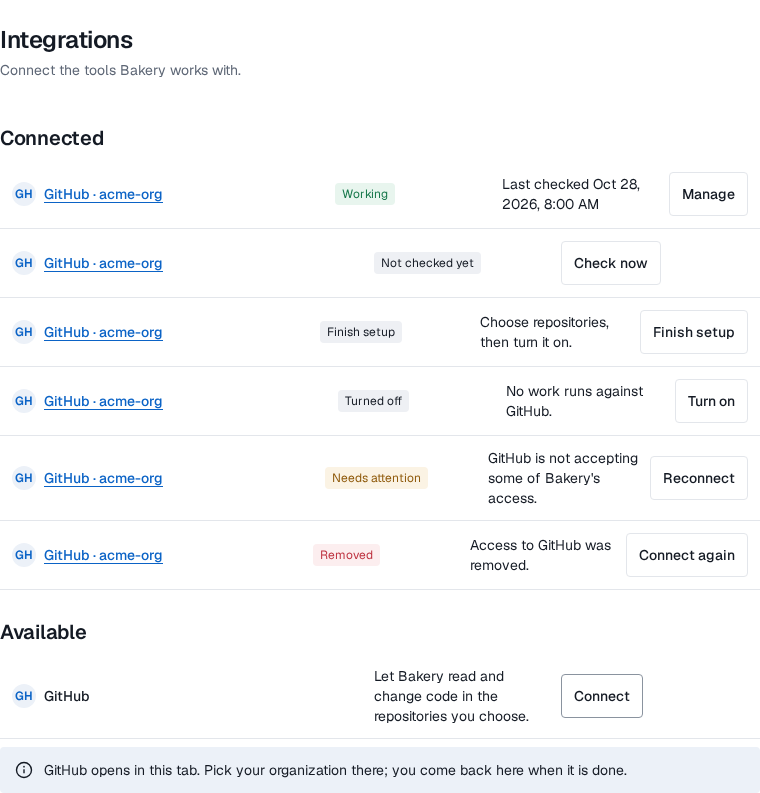 Integrations
Connect the tools Bakery works with.
Connected
GH GitHub · acme-org Working Last checked Oct 28, 2026, 8:00 AM Manage
GH GitHub · acme-org Not checked yet Check now
GH GitHub · acme-org Finish setup Choose repositories, then turn it on. Finish setup
GH GitHub · acme-org Turned off No work runs against GitHub. Turn on
GH GitHub · acme-org Needs attention GitHub is not accepting some of Bakery's access. Reconnect
GH GitHub · acme-org Removed Access to GitHub was removed. Connect again
Available
GH GitHub Let Bakery read and change code in the repositories you choose. Connect
GitHub opens in this tab. Pick your organization there; you come back here when it is done.